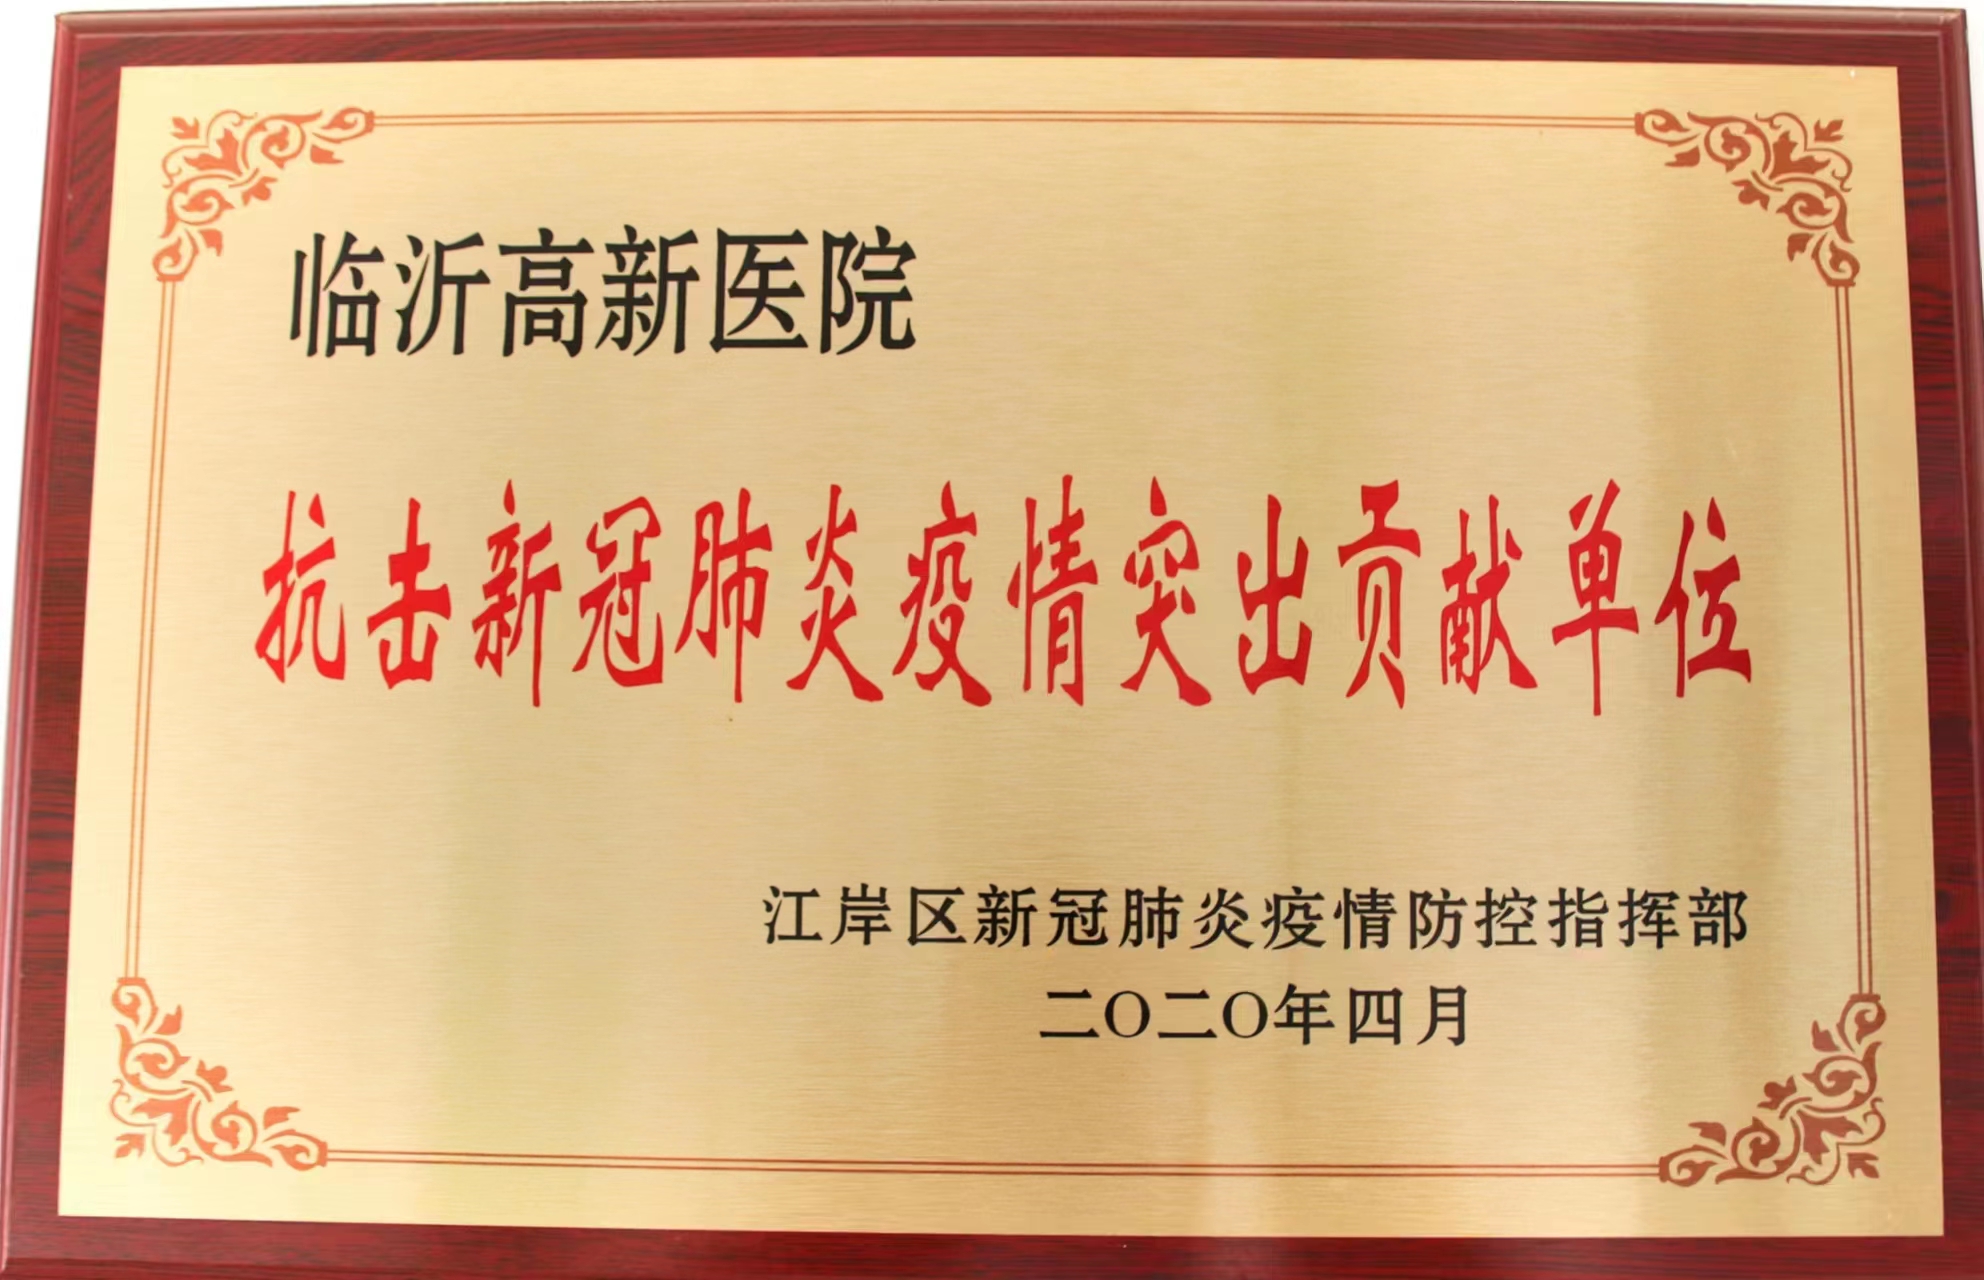 临沂高新医院
抗击新冠肺炎疫情突出贡献单位
江岸区新冠肺炎疫情防控指挥部
二〇二〇年四月